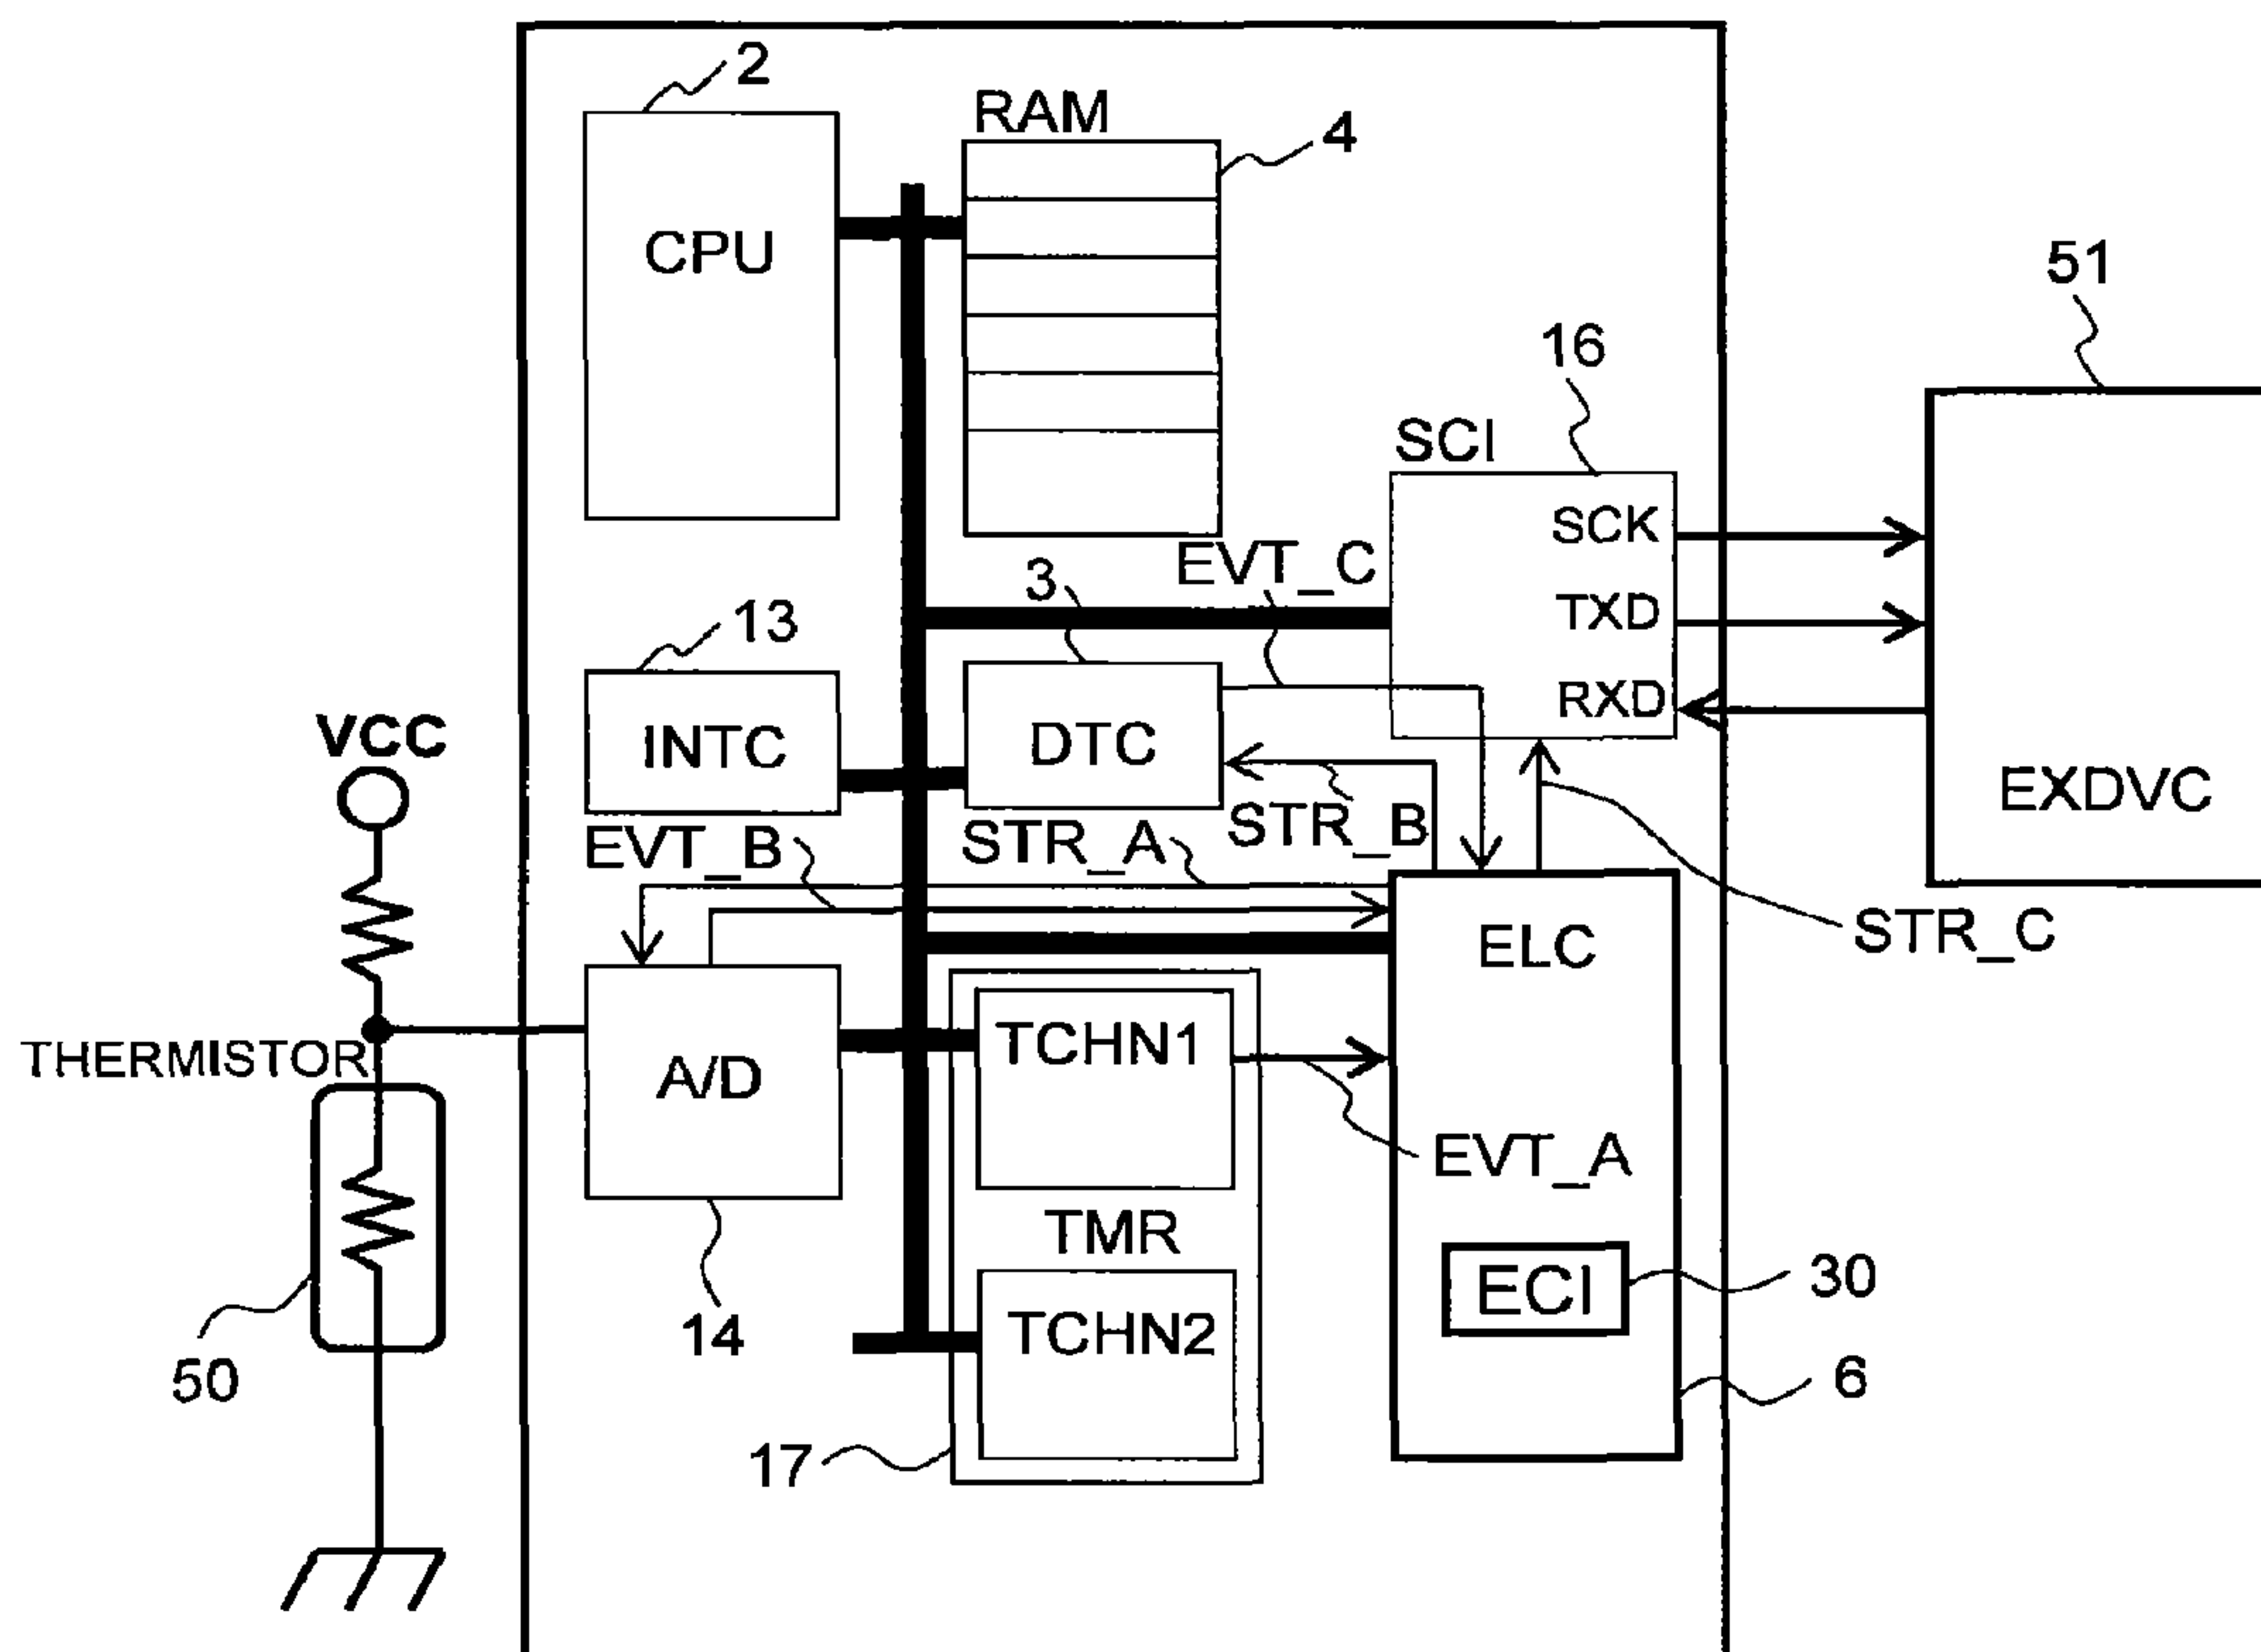 2
RAM
4
CPU
51
16
SCI
SCK
EVT_C
3
TXD
13
RXD
VCC
INTC
DTC
EXDVC
EVT_B
STR_A
STR_B
STR_C
ELC
THERMISTOR
A/D
TCHN1
EVT_A
TMR
ECI
30
14
TCHN2
50
6
17